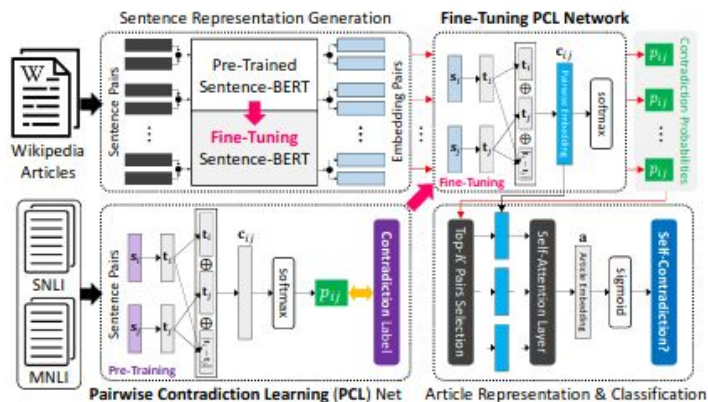 Sentence Representation Generation
Fine-Tuning PCL Network
W
Wikipedia
Articles
Sentence Pairs
...
Pre-Trained
Sentence-BERT
Fine-Tuning
Sentence-BERT
...
Embedding Pairs
...
s_i
t_i
s_j
t_j
t_i
⊕
t_j
⊕
c_ij
Pairwise Embedding
softmax
Fine-Tuning
p_ij
p_ij
...
p_ij
Contradiction Probabilities
SNLI
MNLI
Sentence Pairs
s_i
t_i
s_j
t_j
Pre-Training
t_i
⊕
t_j
⊕
c_ij
softmax
p_ij
Contradiction Label
Top-K Pairs Selection
Self-Attention Layer
a
Article Embedding
sigmoid
Self-Contradiction?
Pairwise Contradiction Learning (PCL) Net
Article Representation & Classification